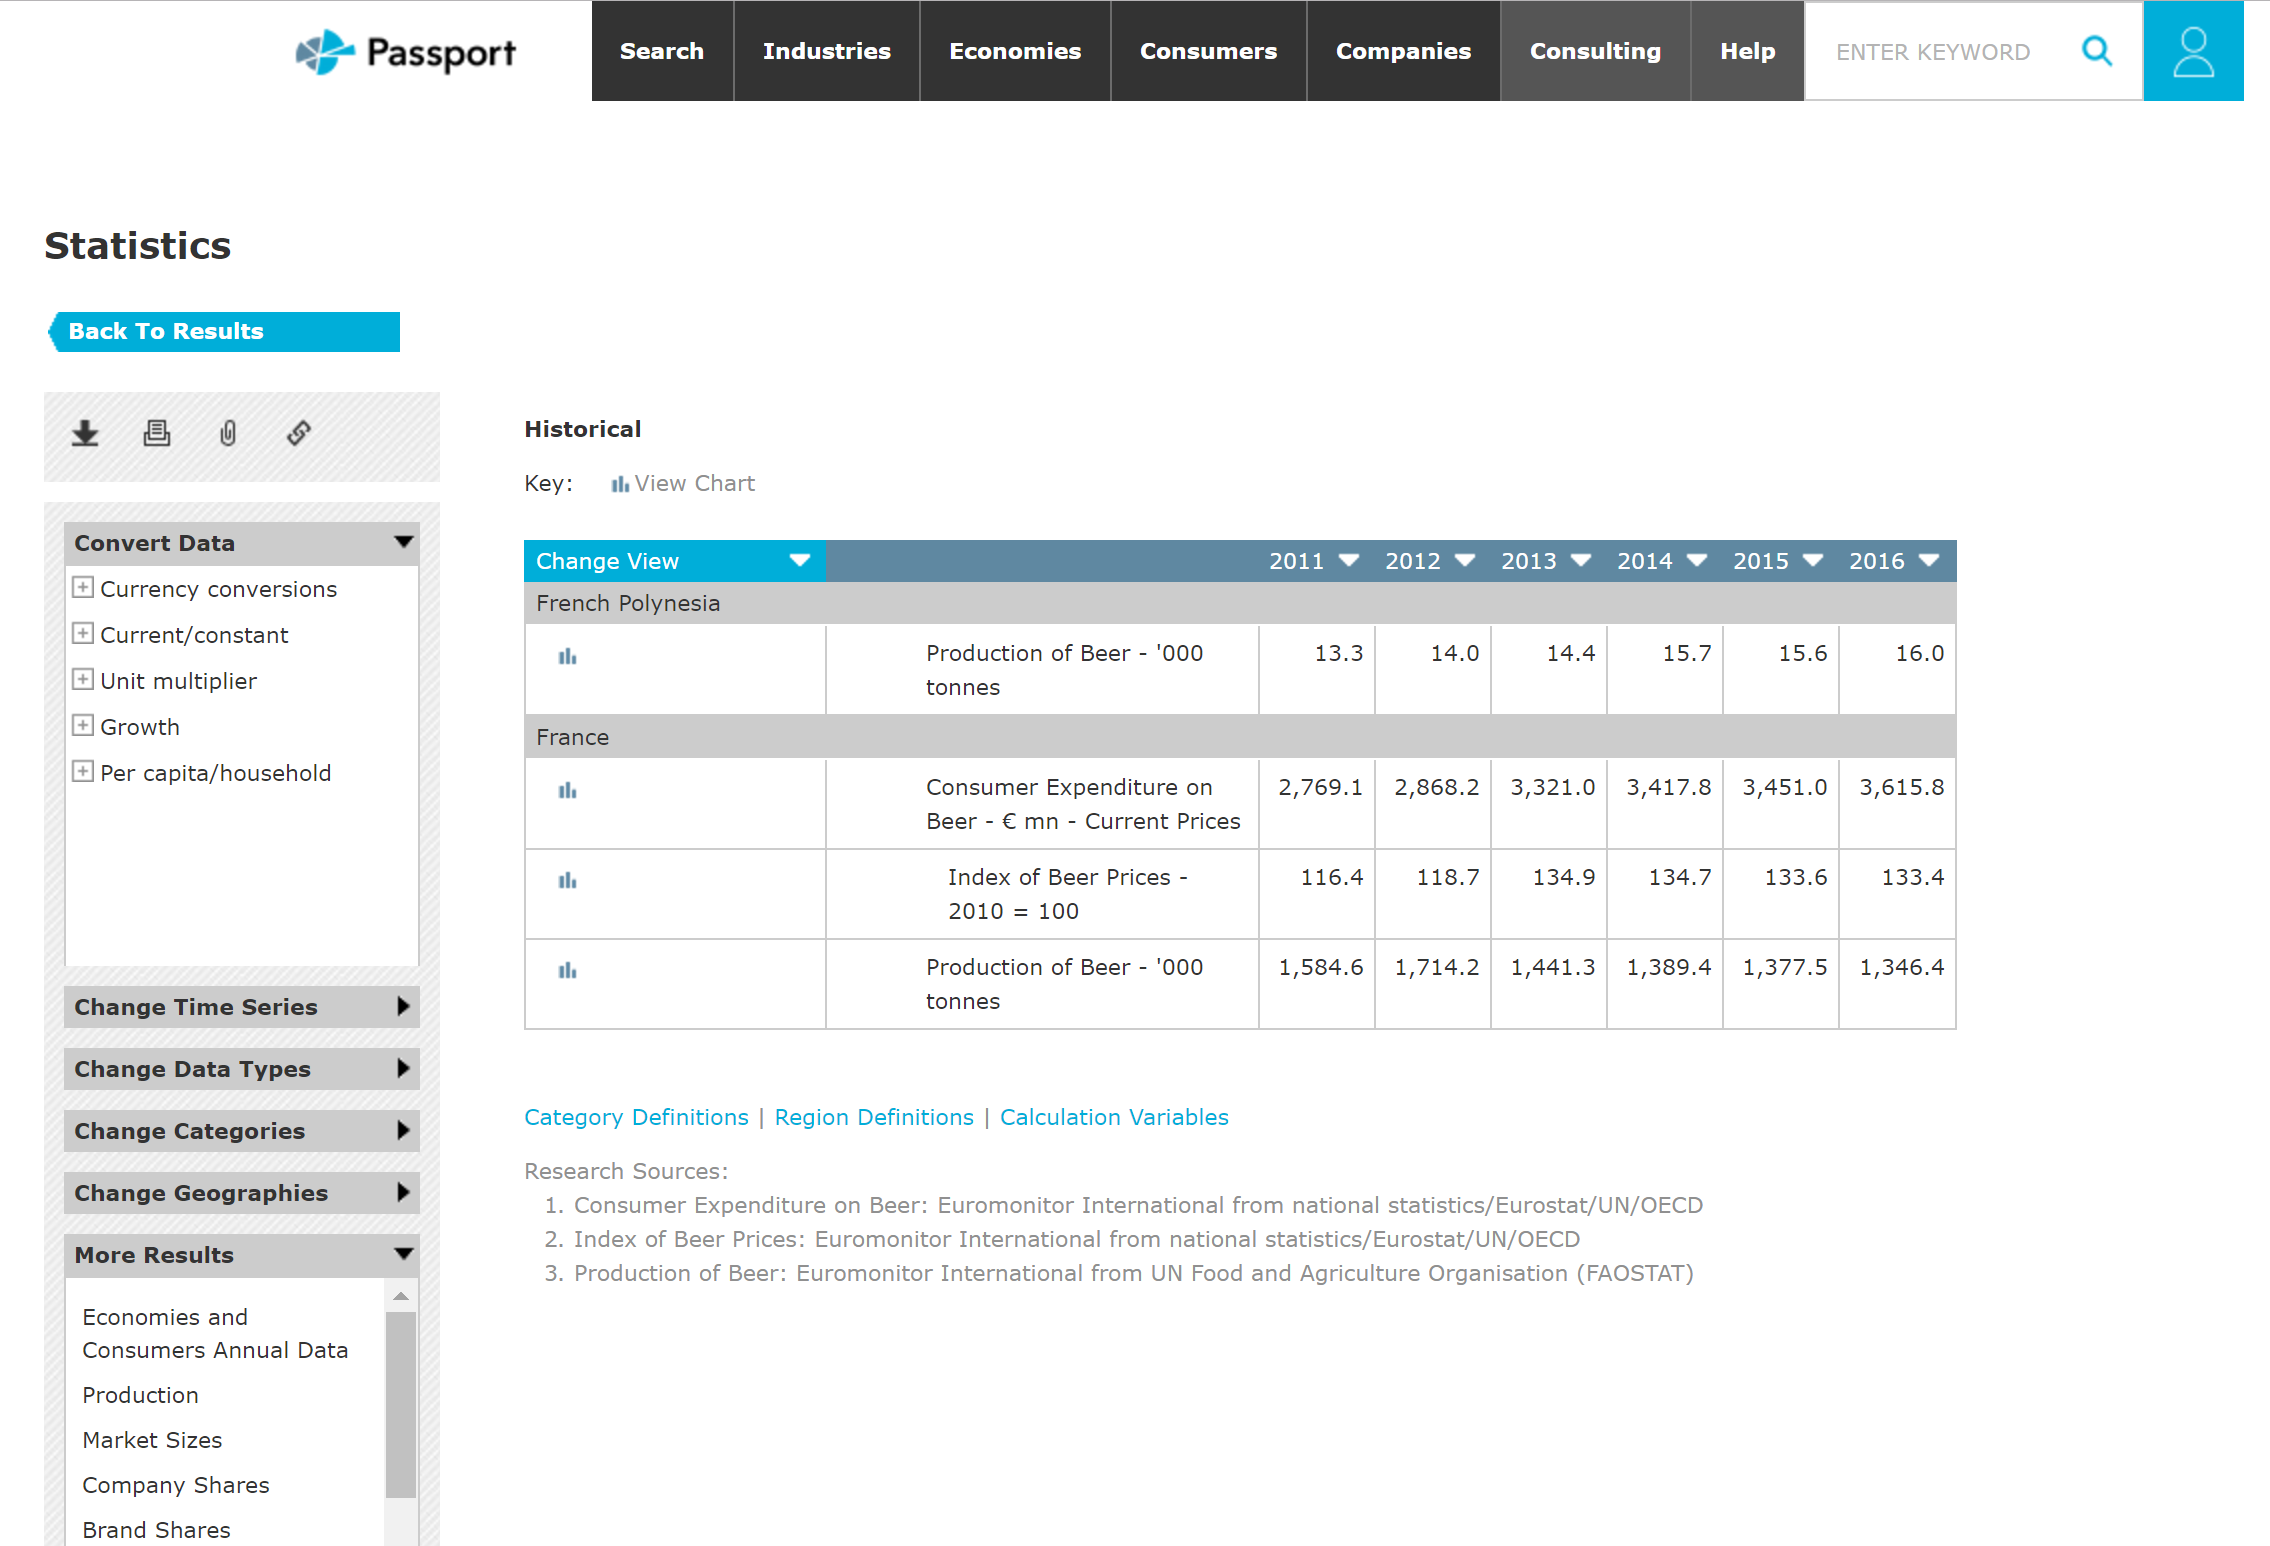 Passport
Search Industries Economies Consumers Companies Consulting Help ENTER KEYWORD
Statistics
Back To Results
Convert Data
Currency conversions
Current/constant
Unit multiplier
Growth
Per capita/household
Change Time Series
Change Data Types
Change Categories
Change Geographies
More Results
Economies and
Consumers Annual Data
Production
Market Sizes
Company Shares
Brand Shares
Historical
Key: View Chart
Change View 2011 2012 2013 2014 2015 2016
French Polynesia
Production of Beer - '000 13.3 14.0 14.4 15.7 15.6 16.0
tonnes
France
Consumer Expenditure on 2,769.1 2,868.2 3,321.0 3,417.8 3,451.0 3,615.8
Beer - € mn - Current Prices
Index of Beer Prices - 116.4 118.7 134.9 134.7 133.6 133.4
2010 = 100
Production of Beer - '000 1,584.6 1,714.2 1,441.3 1,389.4 1,377.5 1,346.4
tonnes
Category Definitions | Region Definitions | Calculation Variables
Research Sources:
1. Consumer Expenditure on Beer: Euromonitor International from national statistics/Eurostat/UN/OECD
2. Index of Beer Prices: Euromonitor International from national statistics/Eurostat/UN/OECD
3. Production of Beer: Euromonitor International from UN Food and Agriculture Organisation (FAOSTAT)